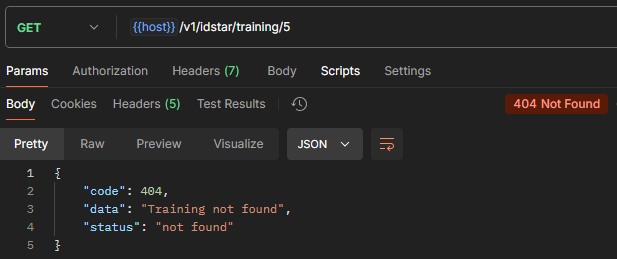 GET {{host}} /v1/idstar/training/5
Params Authorization Headers (7) Body Scripts Settings
Body Cookies Headers (5) Test Results 404 Not Found
Pretty Raw Preview Visualize JSON
1 {
2 "code": 404,
3 "data": "Training not found",
4 "status": "not found"
5 }